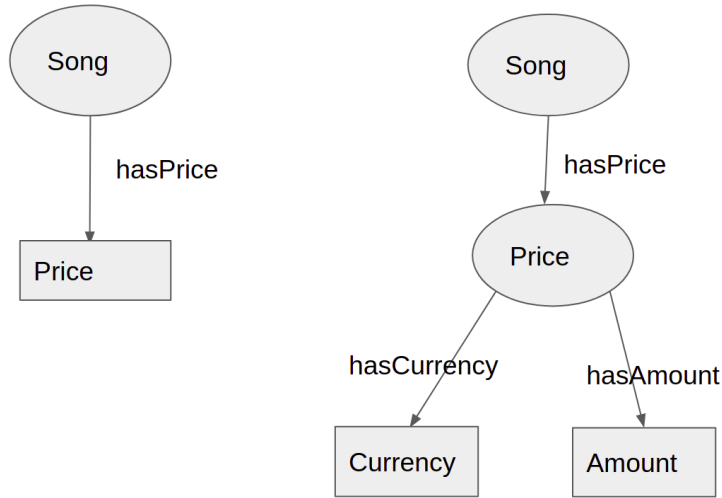 Song
hasPrice
Price
Song
hasPrice
Price
hasCurrency
hasAmount
Currency
Amount